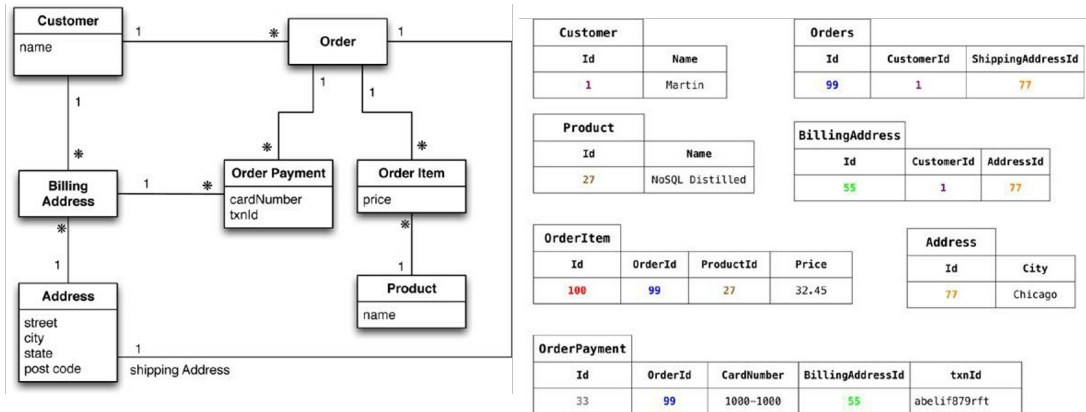 Customer
name
1
*
Order
1
1
*
Billing
Address
1
*
1
*
Order Payment
cardNumber
txnId
1
*
Order Item
price
*
1
Product
name
*
1
Address
street
city
state
post code
1
shipping Address
Customer
Id Name
1 Martin
Orders
Id CustomerId ShippingAddressId
99 1 77
Product
Id Name
27 NoSQL Distilled
BillingAddress
Id CustomerId AddressId
55 1 77
OrderItem
Id OrderId ProductId Price
100 99 27 32.45
Address
Id City
77 Chicago
OrderPayment
Id OrderId CardNumber BillingAddressId txnId
33 99 1000-1000 55 abelif879rft